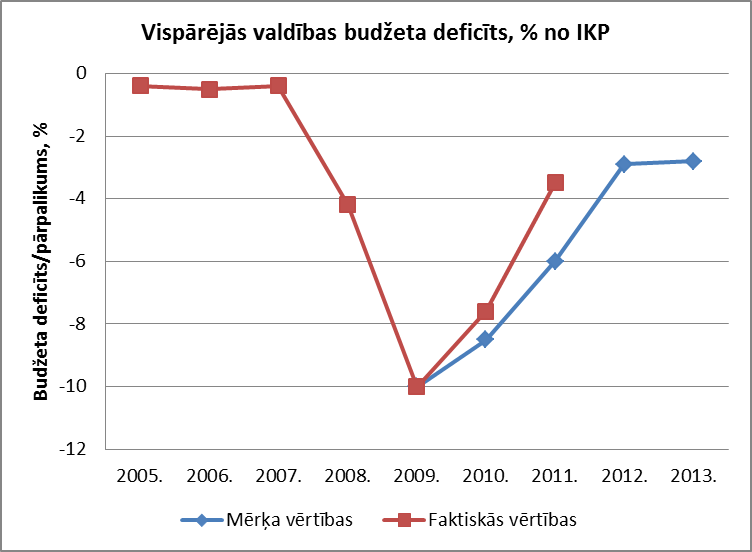 Vispārējās valdības budžeta deficīts, % no IKP
Budžeta deficīts/pārpalikums, %
0
-2
-4
-6
-8
-10
-12
2005. 2006. 2007. 2008. 2009. 2010. 2011. 2012. 2013.
Mērķa vērtības Faktiskās vērtības